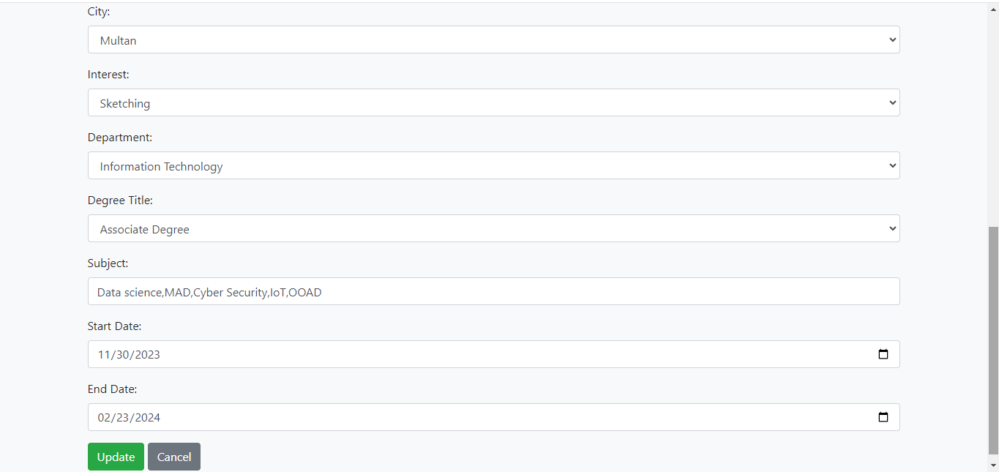 City:
Multan
Interest:
Sketching
Department:
Information Technology
Degree Title:
Associate Degree
Subject:
Data science,MAD,Cyber Security,IoT,OOAD
Start Date:
11/30/2023
End Date:
02/23/2024
Update Cancel